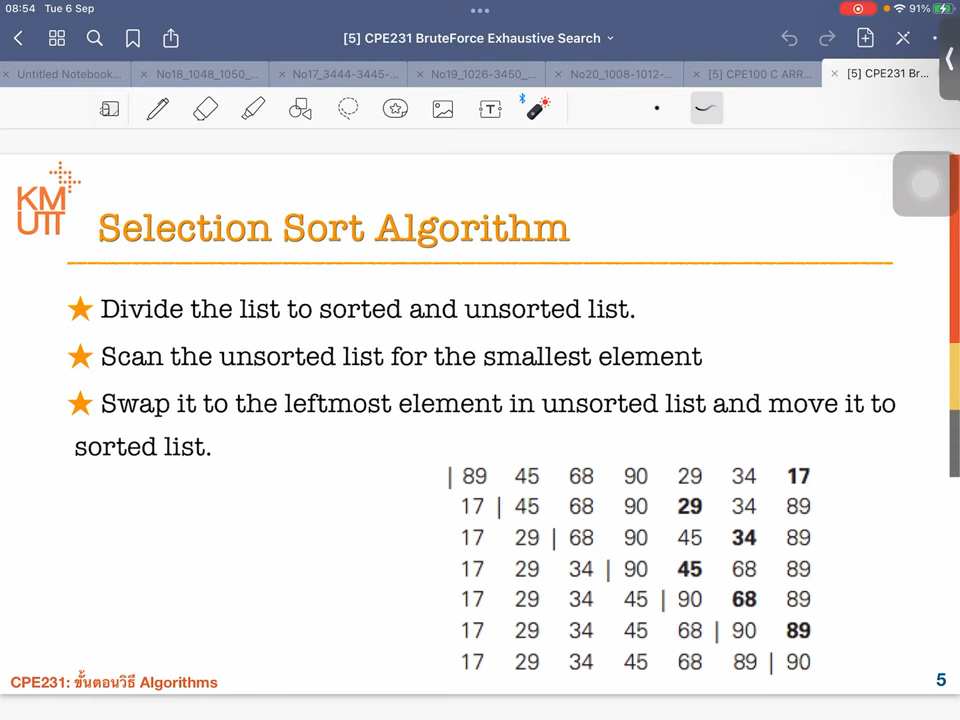 08:54 Tue 6 Sep 91%
[5] CPE231 BruteForce Exhaustive Search
Untitled Notebook... No18_1048_1050_... No17_3444-3445-... No19_1026-3450_... No20_1008-1012-... [5] CPE100 C ARR... [5] CPE231 Br...
KM
UTT
Selection Sort Algorithm
★ Divide the list to sorted and unsorted list.
★ Scan the unsorted list for the smallest element
★ Swap it to the leftmost element in unsorted list and move it to
sorted list.
| 89 45 68 90 29 34 17
17 | 45 68 90 29 34 89
17 29 | 68 90 45 34 89
17 29 34 | 90 45 68 89
17 29 34 45 | 90 68 89
17 29 34 45 68 | 90 89
17 29 34 45 68 89 | 90
CPE231: ขั้นตอนวิธี Algorithms 5